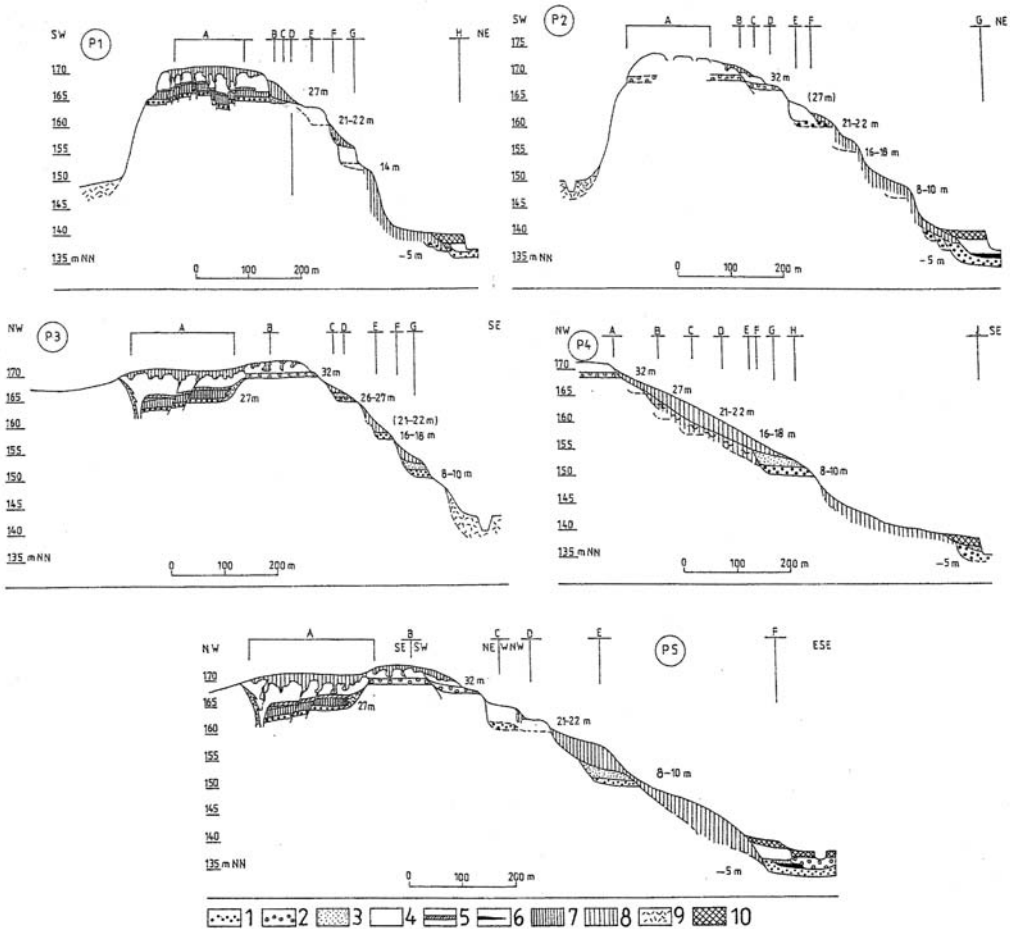 SW P1 A B C D E F G H NE
170
165
160
155
150
145
140
135 m NN
27m
21–22 m
14 m
–5 m
0 100 200 m
SW P2 A B C D E F G NE
175
170
165
160
155
150
145
140
135 m NN
32m
(27m)
21–22 m
16–18 m
8–10 m
–5 m
0 100 200 m
NW P3 A B C D E F G SE
170
165
160
155
150
145
140
135 m NN
27m
32m
26–27m
(21–22m)
16–18 m
8–10 m
0 100 200 m
NW P4 A B C D E F G H J SE
170
165
160
155
150
145
140
135 m NN
32m
27m
21–22 m
16–18 m
8–10 m
–5 m
0 100 200 m
NW A B C D E P5 F ESE
SE SW NE WNW
170
165
160
155
150
145
140
135 m NN
27m
32m
21–22 m
8–10 m
–5 m
0 100 200 m
1 2 3 4 5 6 7 8 9 10